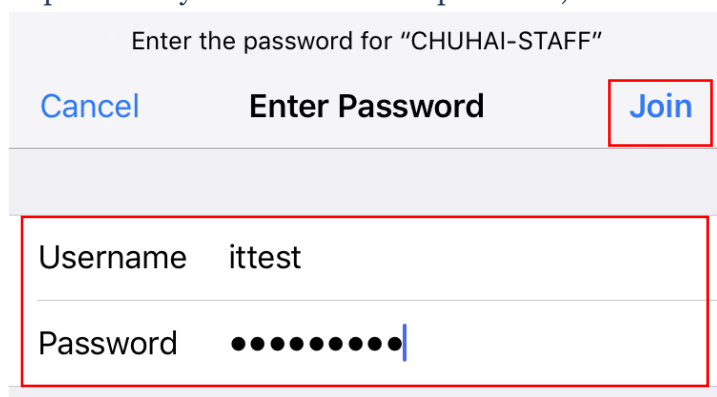 Enter the password for “CHUHAI-STAFF”
Cancel Enter Password Join
Username ittest
Password ●●●●●●●●●